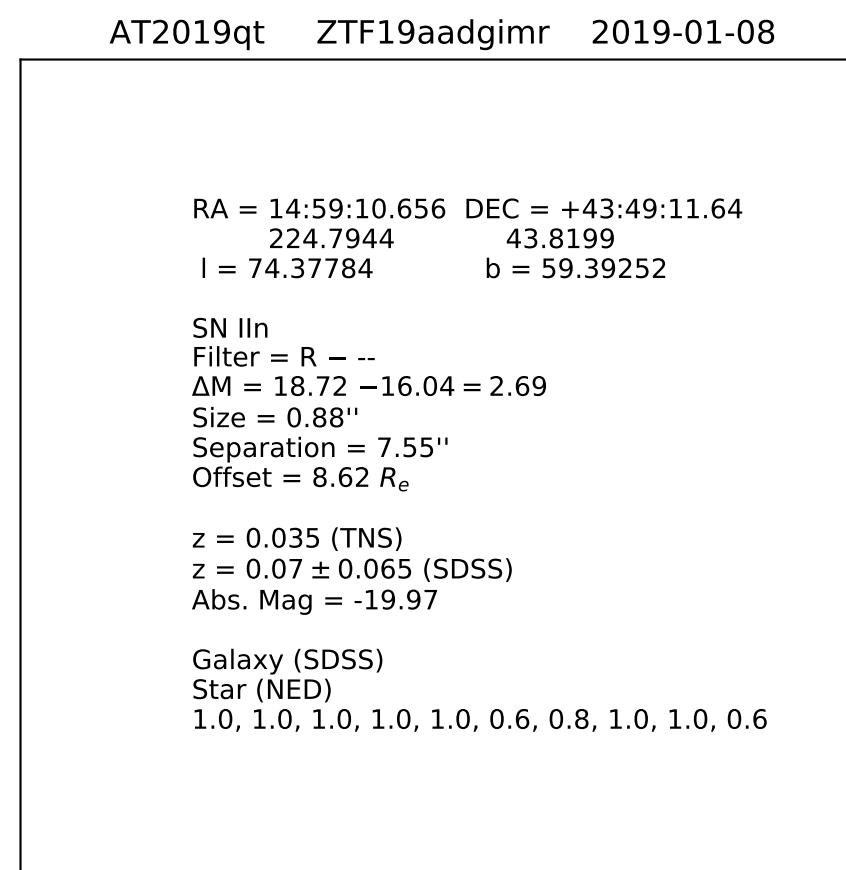 AT2019qt ZTF19aadgimr 2019-01-08
RA = 14:59:10.656 DEC = +43:49:11.64
224.7944 43.8199
l = 74.37784 b = 59.39252
SN IIn
Filter = R − --
ΔM = 18.72 −16.04 = 2.69
Size = 0.88''
Separation = 7.55''
Offset = 8.62 Re
z = 0.035 (TNS)
z = 0.07 ± 0.065 (SDSS)
Abs. Mag = -19.97
Galaxy (SDSS)
Star (NED)
1.0, 1.0, 1.0, 1.0, 1.0, 0.6, 0.8, 1.0, 1.0, 0.6